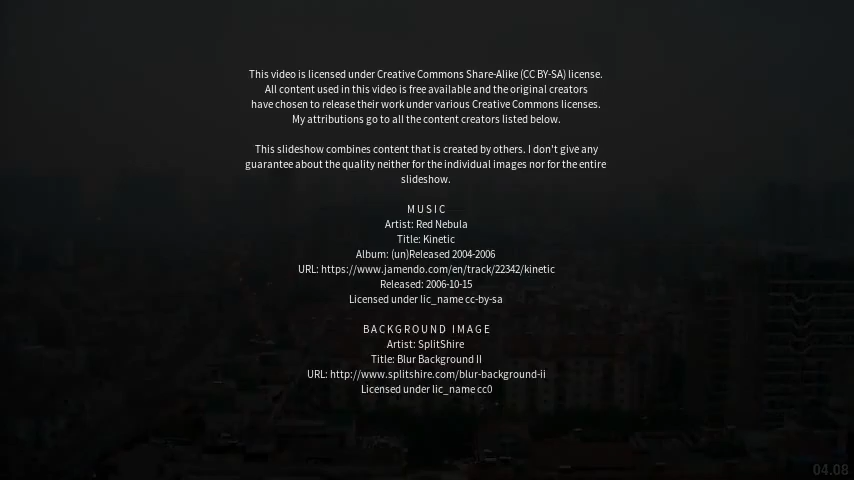 This video is licensed under Creative Commons Share-Alike (CC BY-SA) license.
All content used in this video is free available and the original creators
have chosen to release their work under various Creative Commons licenses.
My attributions go to all the content creators listed below.
This slideshow combines content that is created by others. I don't give any
guarantee about the quality neither for the individual images nor for the entire
slideshow.
MUSIC
Artist: Red Nebula
Title: Kinetic
Album: (un)Released 2004-2006
URL: https://www.jamendo.com/en/track/22342/kinetic
Released: 2006-10-15
Licensed under lic_name cc-by-sa
BACKGROUND IMAGE
Artist: SplitShire
Title: Blur Background II
URL: http://www.splitshire.com/blur-background-ii
Licensed under lic_name cc0
04.08